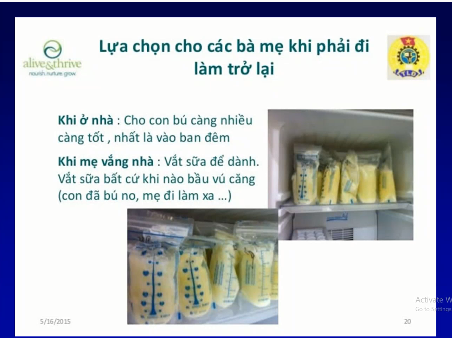 Lựa chọn cho các bà mẹ khi phải đi
làm trở lại
alive&thrive
nourish. nurture. grow
Khi ở nhà : Cho con bú càng nhiều
càng tốt , nhất là vào ban đêm
Khi mẹ vắng nhà : Vắt sữa để dành.
Vắt sữa bất cứ khi nào bầu vú căng
(con đã bú no, mẹ đi làm xa ...)
Activate W
5/16/2015
20